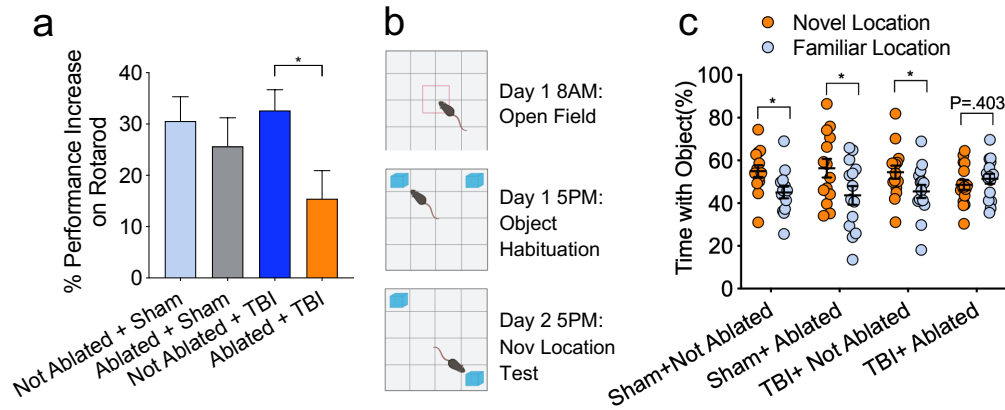 a
% Performance Increase
on Rotarod
40
30
20
10
0
*
Not Ablated + Sham
Ablated + Sham
Not Ablated + TBI
Ablated + TBI
b
Day 1 8AM:
Open Field
Day 1 5PM:
Object
Habituation
Day 2 5PM:
Nov Location
Test
c
Novel Location
Familiar Location
Time with Object(%)
100
80
60
40
20
0
*
*
*
P=.403
Sham+Not Ablated
Sham+ Ablated
TBI+ Not Ablated
TBI+ Ablated